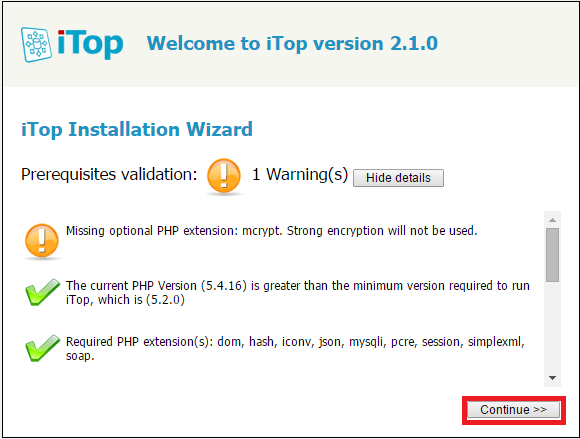 iTop
Welcome to iTop version 2.1.0
iTop Installation Wizard
Prerequisites validation:
1 Warning(s)
Hide details
Missing optional PHP extension: mcrypt. Strong encryption will not be used.
The current PHP Version (5.4.16) is greater than the minimum version required to run
iTop, which is (5.2.0)
Required PHP extension(s): dom, hash, iconv, json, mysqli, pcre, session, simplexml,
soap.
Continue >>